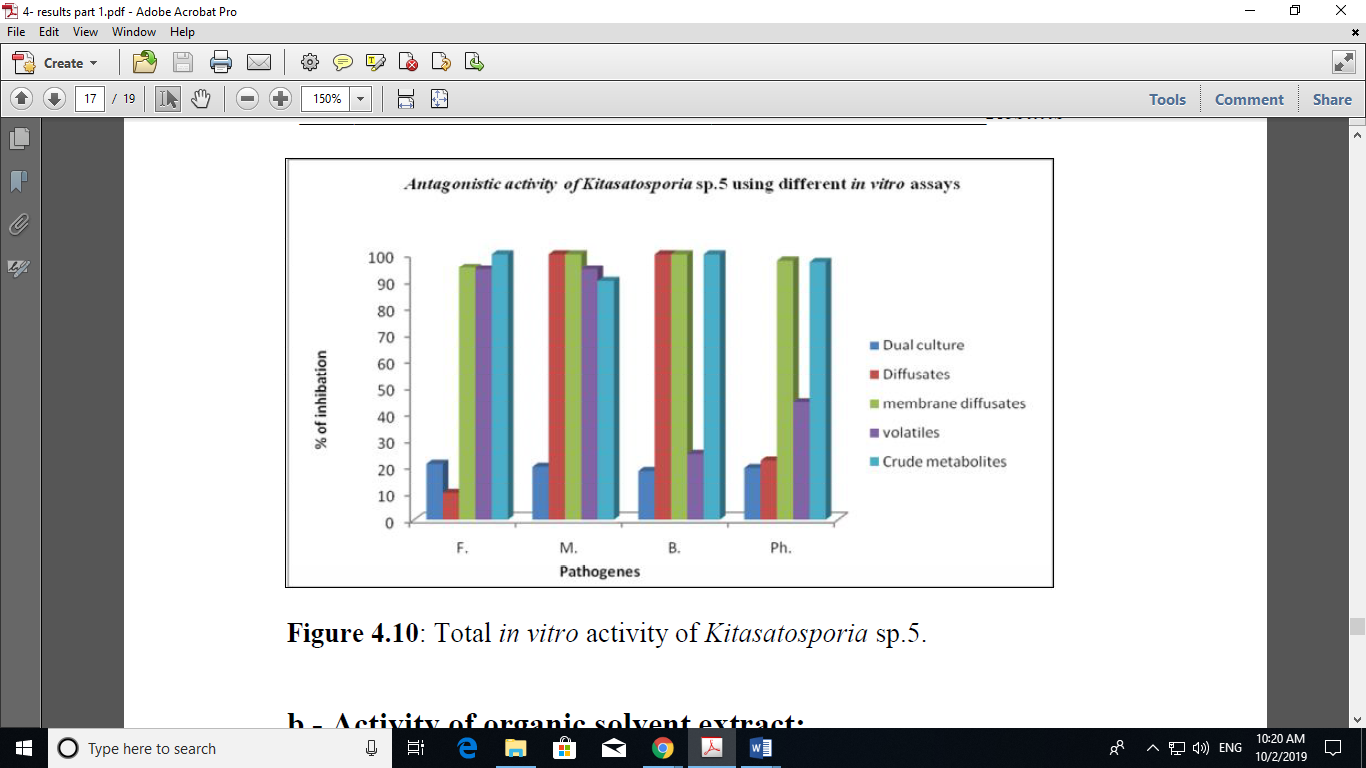 4- results part 1.pdf - Adobe Acrobat Pro
File Edit View Window Help
Create
17 / 19
150%
Tools Comment Share
Antagonistic activity of Kitasatosporia sp.5 using different in vitro assays
100
90
80
70
60
50
40
30
20
10
0
% of inhibation
F. M. B. Ph.
Pathogenes
Dual culture
Diffusates
membrane diffusates
volatiles
Crude metabolites
Figure 4.10: Total in vitro activity of Kitasatosporia sp.5.
b - Activity of organic solvent extract:
Type here to search
ENG
10:20 AM
10/2/2019